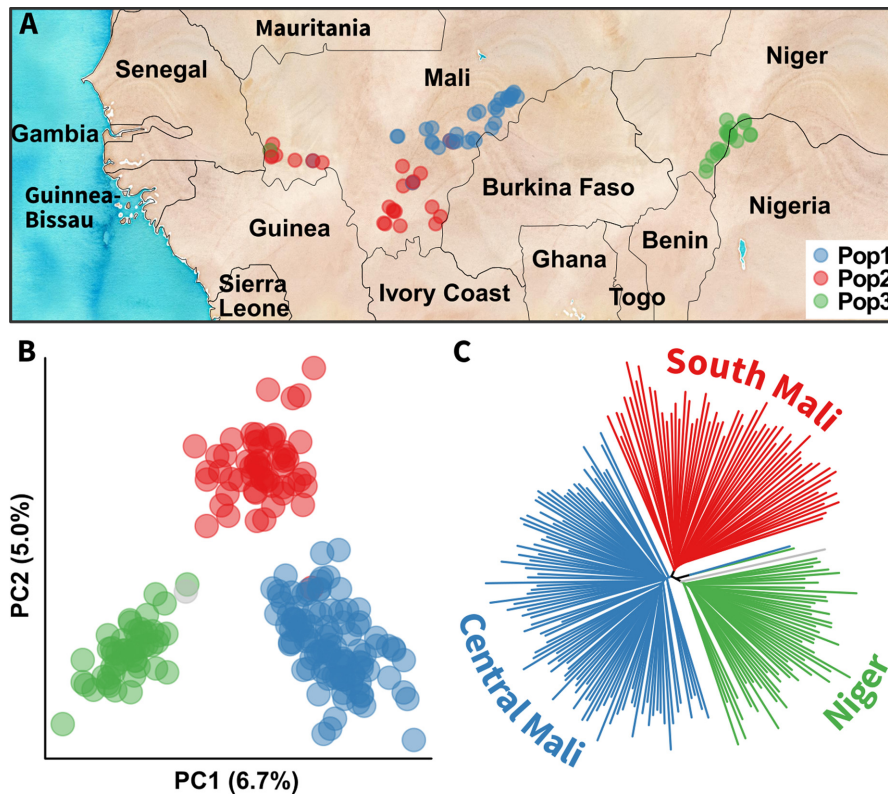 A
Mauritania
Senegal
Mali
Niger
Gambia
Guinnea-
Bissau
Burkina Faso
Guinea
Nigeria
Benin
Ghana
Sierra
Leone
Ivory Coast
Togo
Pop1
Pop2
Pop3
B
PC2 (5.0%)
PC1 (6.7%)
C
South Mali
Central Mali
Niger